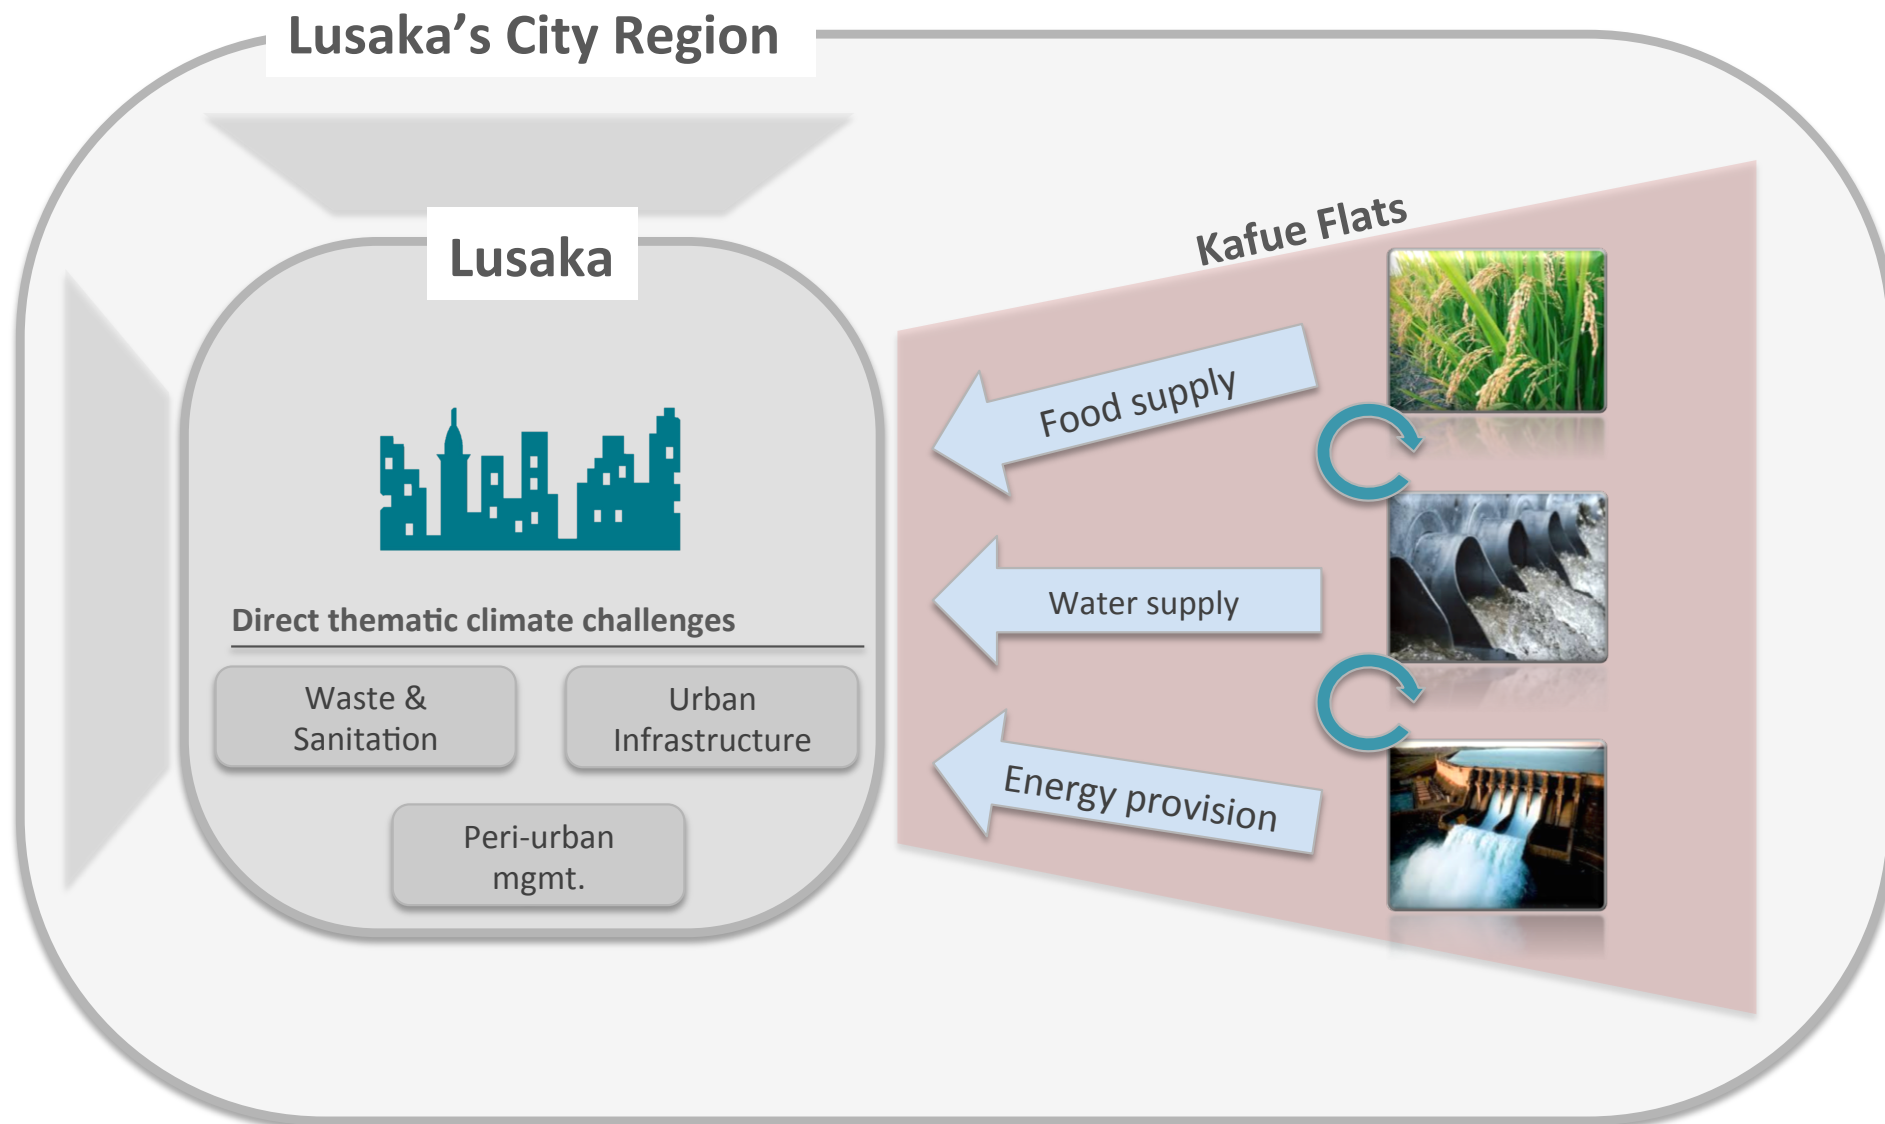 Lusaka’s City Region
Lusaka
Direct thematic climate challenges
Waste &
Sanitation
Urban
Infrastructure
Peri-urban
mgmt.
Kafue Flats
Food supply
Water supply
Energy provision